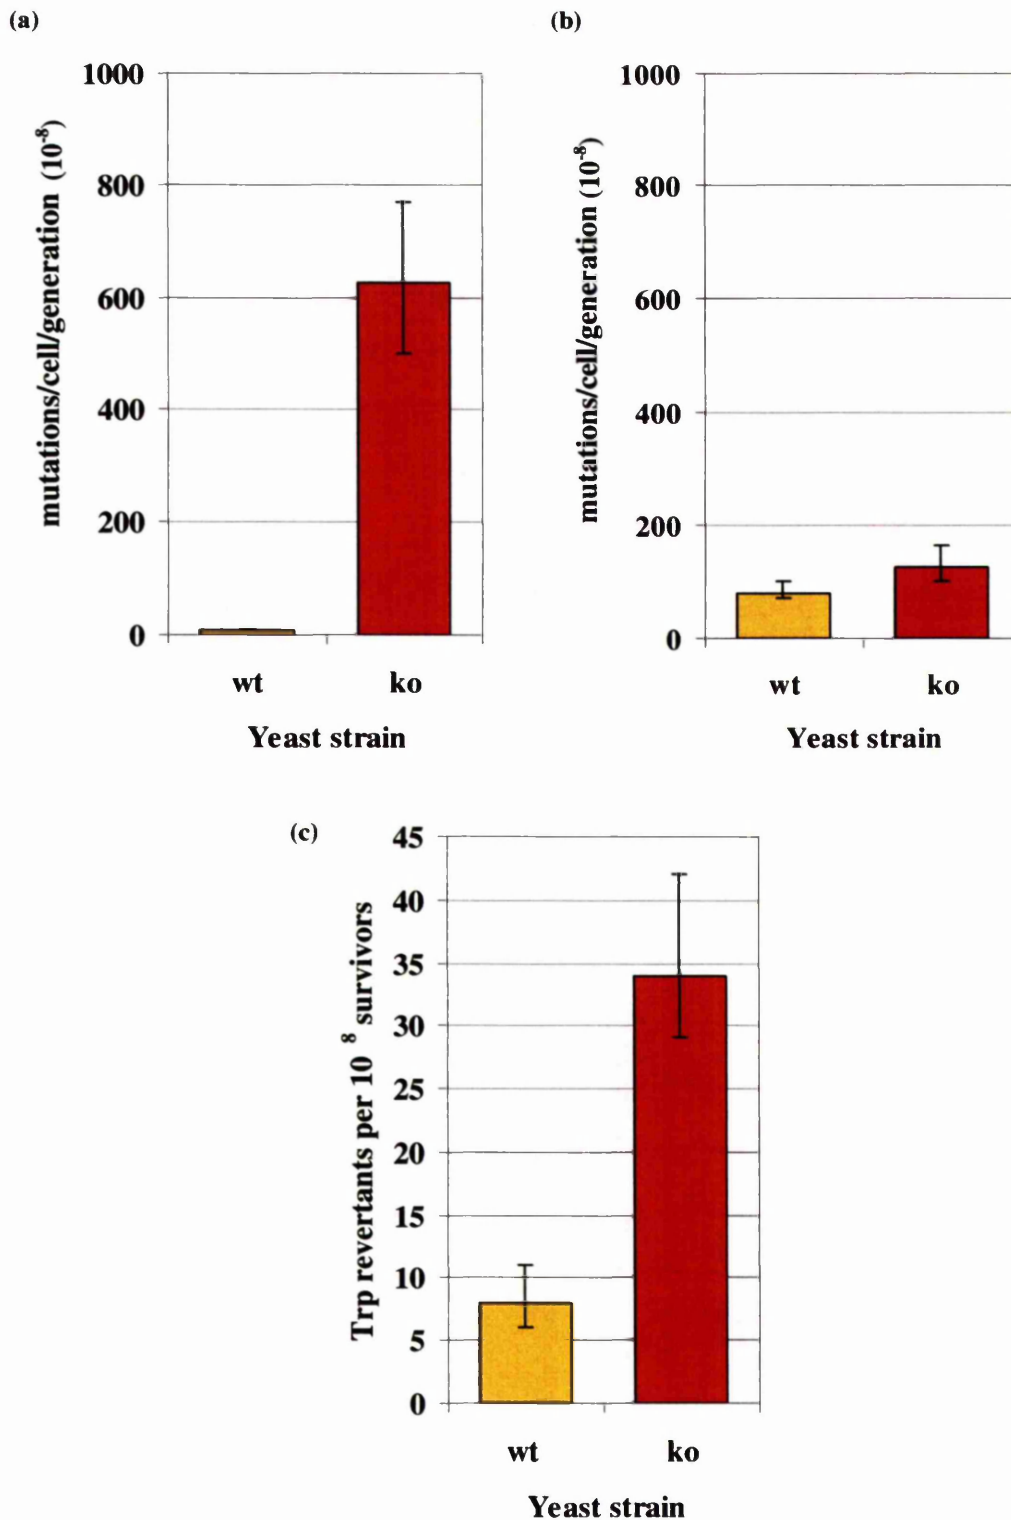 (a)
(b)
mutations/cell/generation (10⁻⁸)
1000
800
600
400
200
0
wt ko
Yeast strain
mutations/cell/generation (10⁻⁸)
1000
800
600
400
200
0
wt ko
Yeast strain
(c)
Trp revertants per 10 ⁸ survivors
45
40
35
30
25
20
15
10
5
0
wt ko
Yeast strain